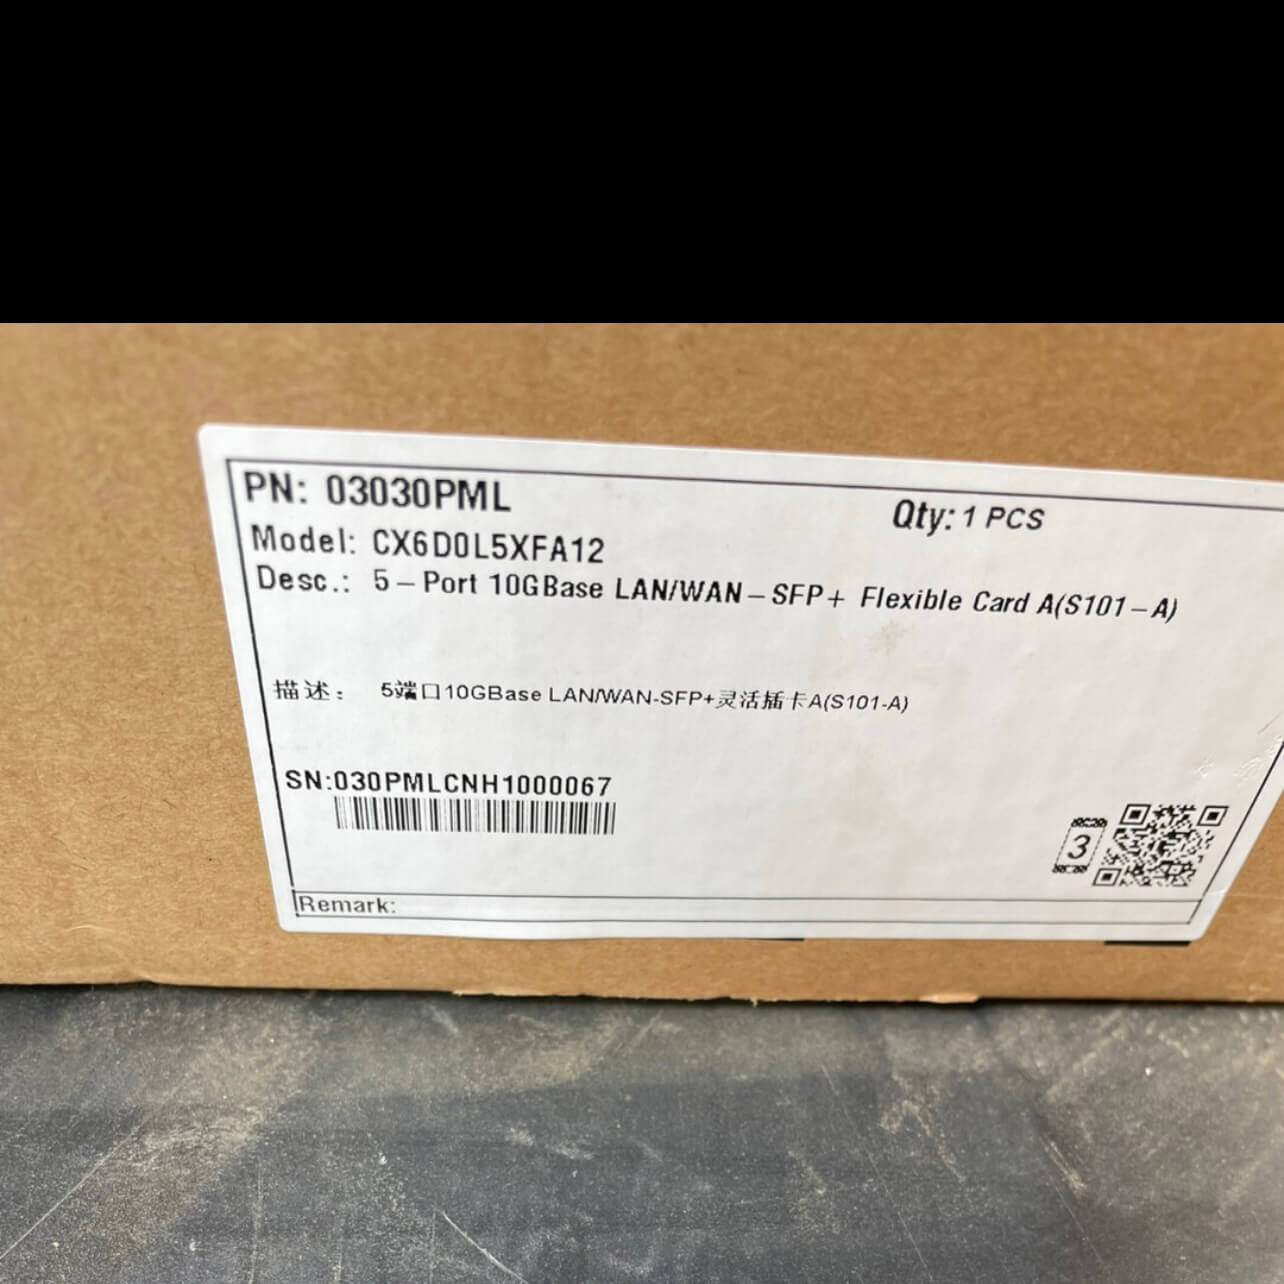 PN: 03030PML
Qty: 1 PCS
Model: CX6D0L5XFA12
Desc.: 5-Port 10GBase LAN/WAN-SFP+ Flexible Card A(S101-A)
描述: 5端口10GBase LAN/WAN-SFP+灵活插卡A(S101-A)
SN:030PMLCNH1000067
3
Remark: